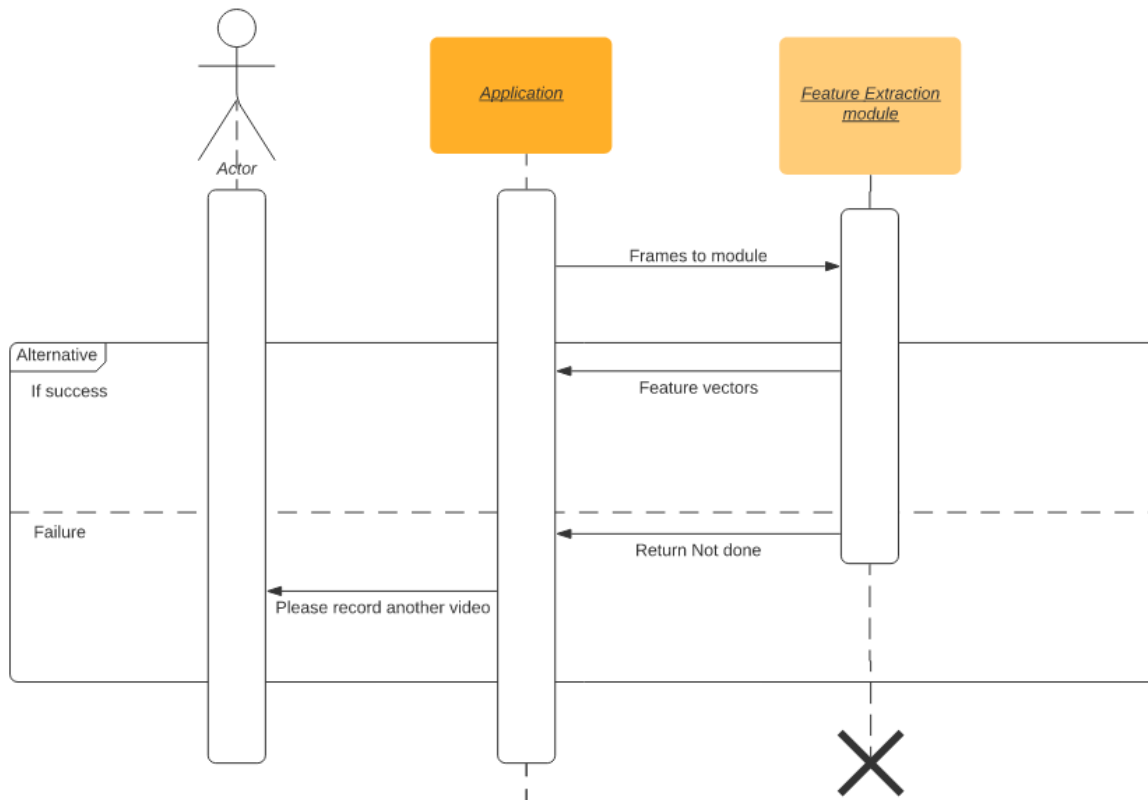 Application
Feature Extraction
module
Actor
Frames to module
Alternative
If success
Feature vectors
Failure
Return Not done
Please record another video